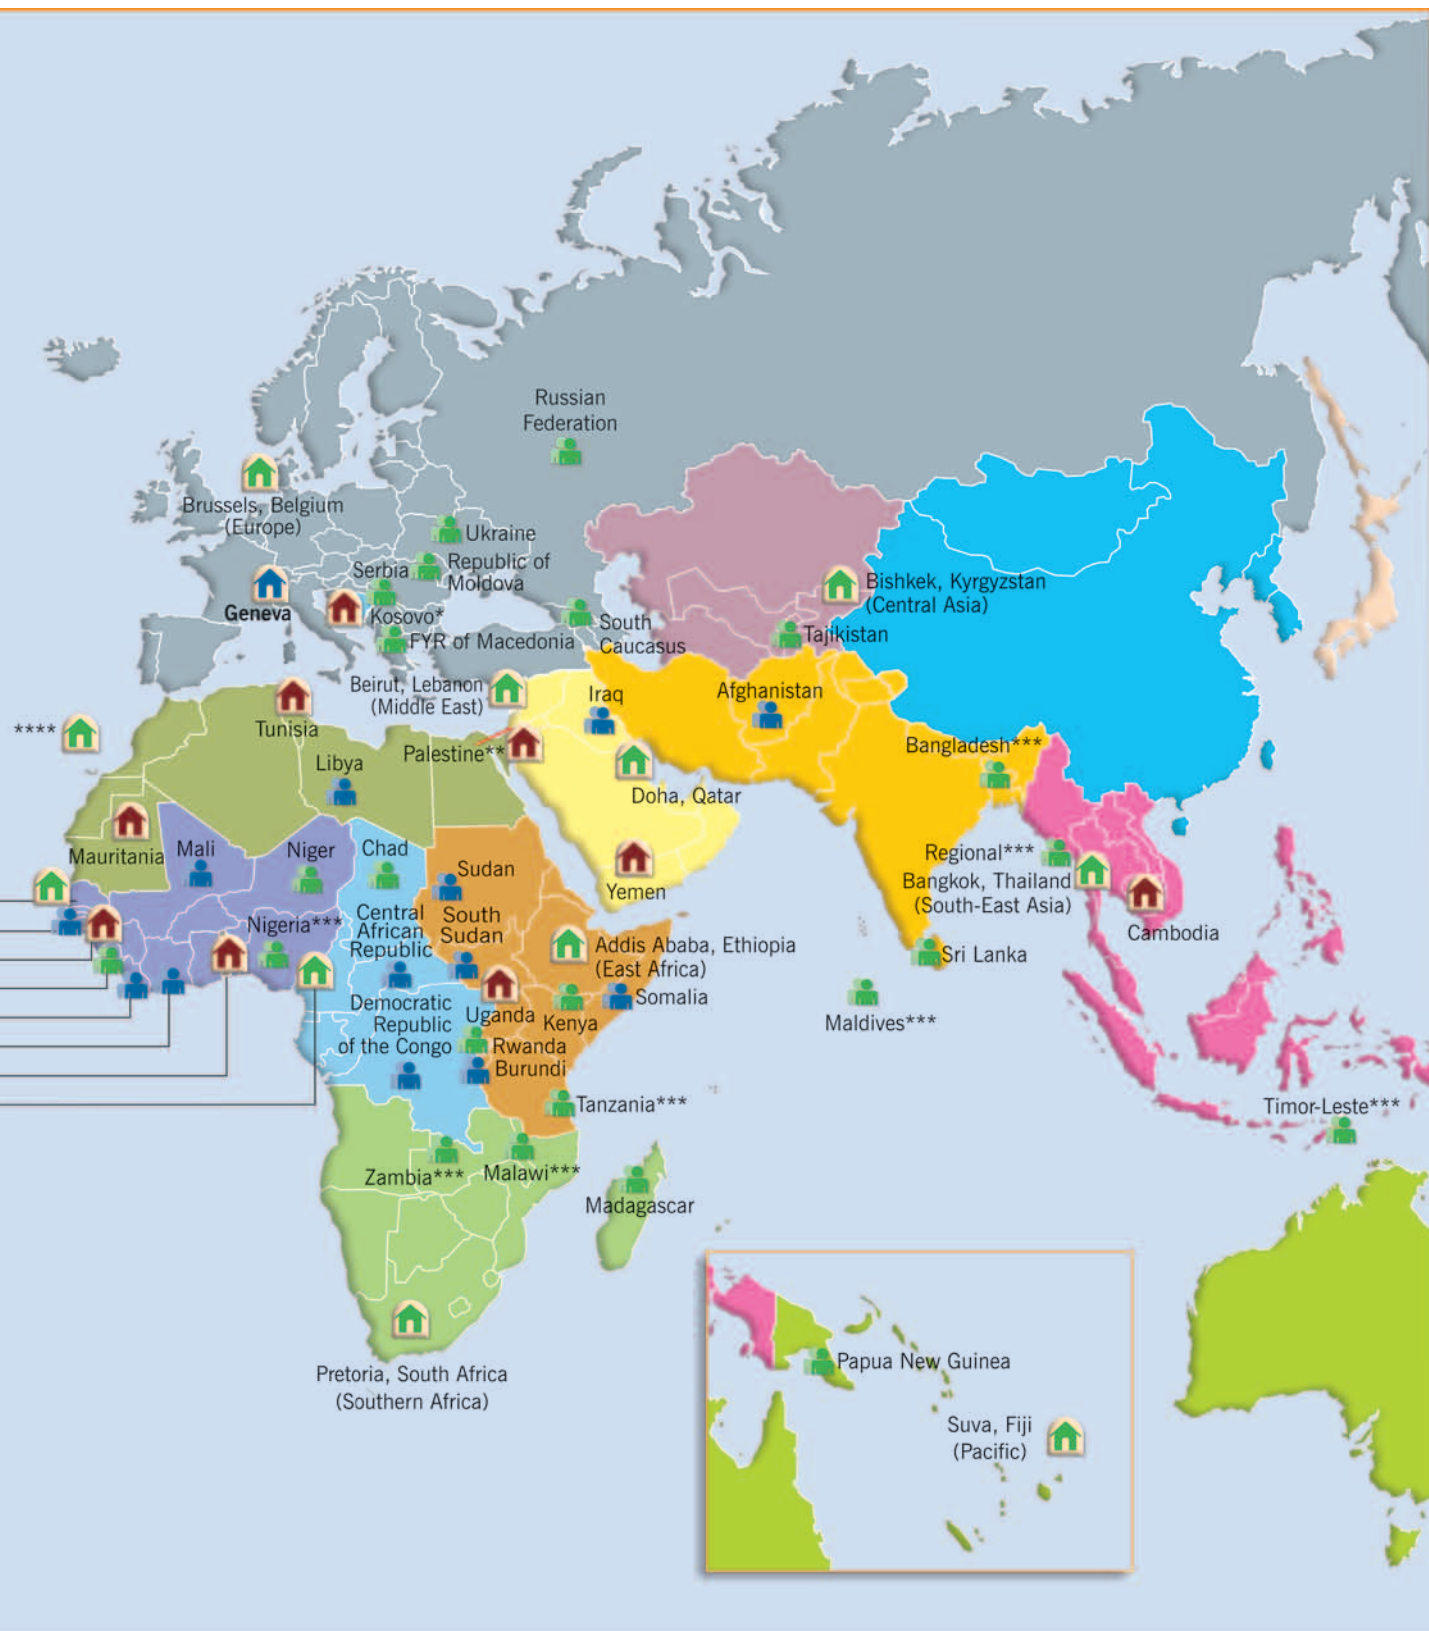 Russian
Federation
Brussels, Belgium
(Europe)
Ukraine
Republic of
Moldova
Serbia
Geneva
Kosovo*
FYR of Macedonia
South
Caucasus
Bishkek, Kyrgyzstan
(Central Asia)
Tajikistan
Beirut, Lebanon
(Middle East)
Iraq
Afghanistan
****
Tunisia
Palestine**
Libya
Doha, Qatar
Bangladesh***
Mauritania
Mali
Niger
Chad
Sudan
Yemen
Regional***
Bangkok, Thailand
(South-East Asia)
Cambodia
Nigeria***
Central
African
Republic
South
Sudan
Addis Ababa, Ethiopia
(East Africa)
Sri Lanka
Somalia
Democratic
Republic
of the Congo
Uganda
Kenya
Maldives***
Rwanda
Burundi
Tanzania***
Timor-Leste***
Zambia***
Malawi***
Madagascar
Pretoria, South Africa
(Southern Africa)
Papua New Guinea
Suva, Fiji
(Pacific)